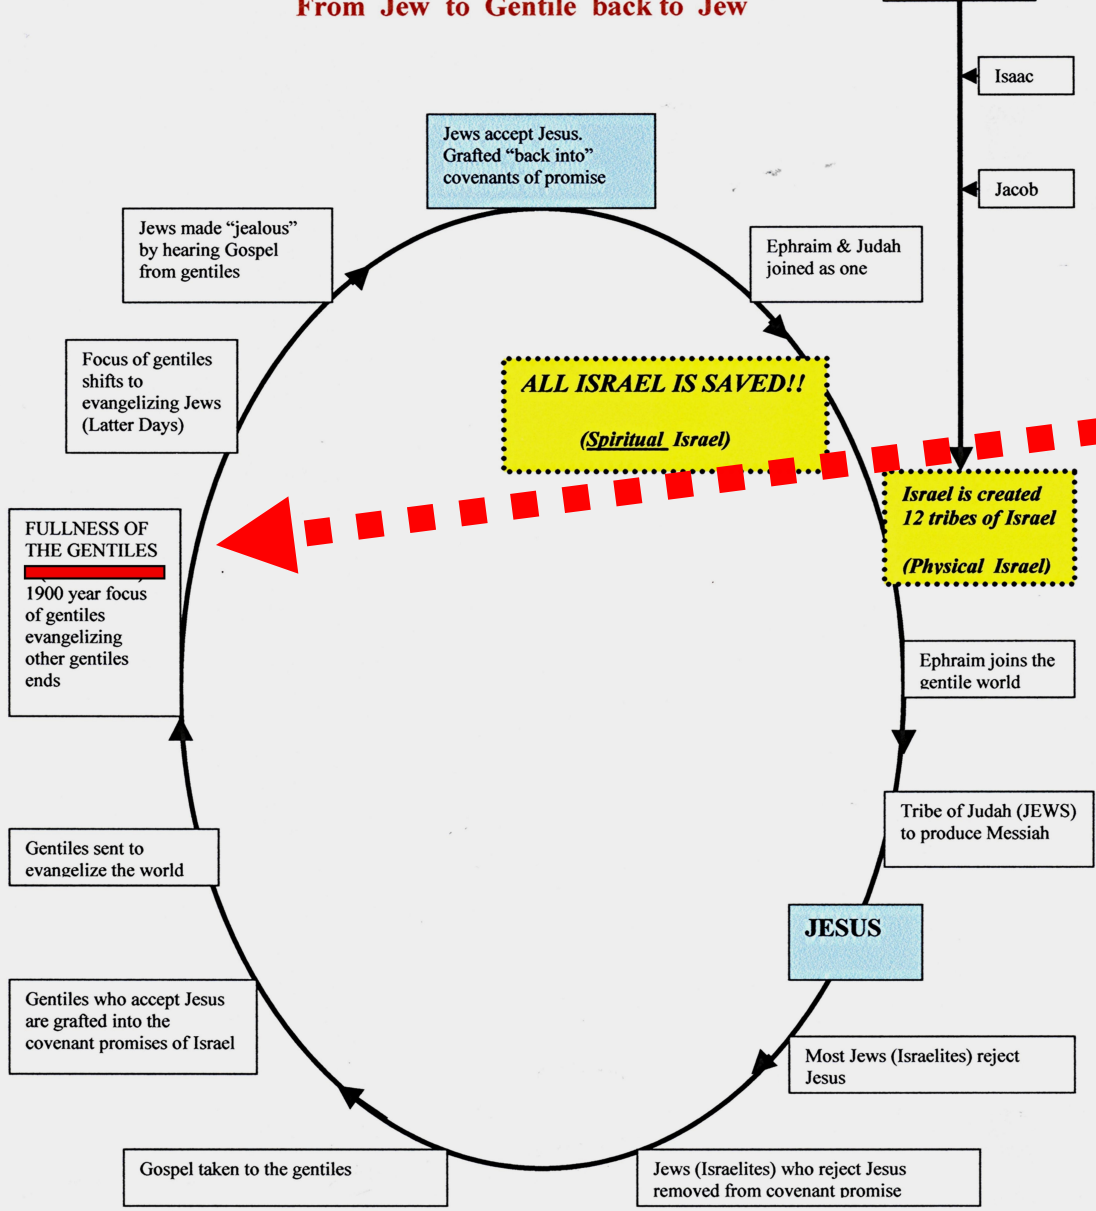 From Jew to Gentile back to Jew
Isaac
Jacob
Jews accept Jesus.
Grafted “back into”
covenants of promise
Jews made “jealous”
by hearing Gospel
from gentiles
Ephraim & Judah
joined as one
Focus of gentiles
shifts to
evangelizing Jews
(Latter Days)
ALL ISRAEL IS SAVED!!
(Spiritual Israel)
Israel is created
12 tribes of Israel
(Physical Israel)
FULLNESS OF
THE GENTILES
1900 year focus
of gentiles
evangelizing
other gentiles
ends
Ephraim joins the
gentile world
Tribe of Judah (JEWS)
to produce Messiah
Gentiles sent to
evangelize the world
JESUS
Gentiles who accept Jesus
are grafted into the
covenant promises of Israel
Most Jews (Israelites) reject
Jesus
Gospel taken to the gentiles
Jews (Israelites) who reject Jesus
removed from covenant promise